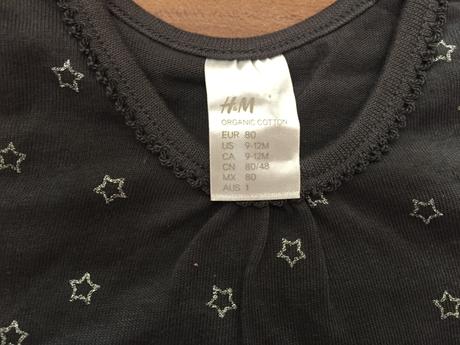 H&M
ORGANIC COTTON
EUR 80
US 9-12M
CA 9-12M
CN 80/48
MX 80
AUS 1